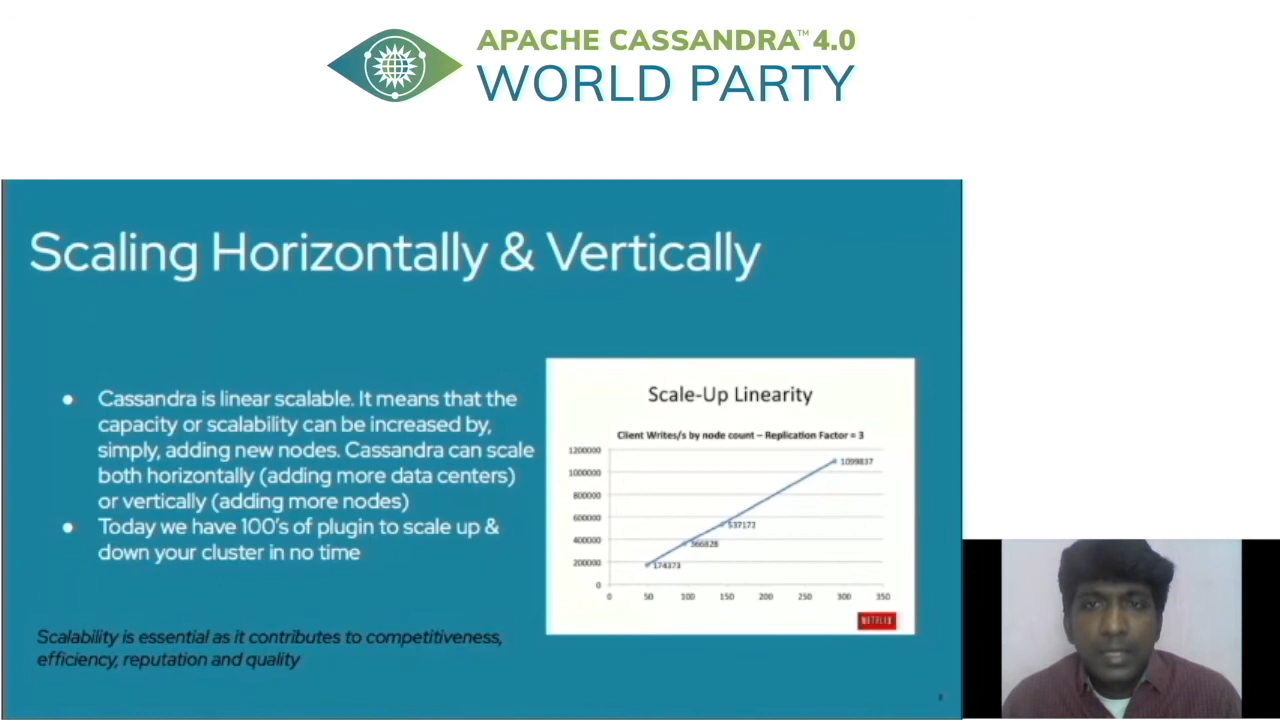 APACHE CASSANDRA™ 4.0
WORLD PARTY
Scaling Horizontally & Vertically
● Cassandra is linear scalable. It means that the
capacity or scalability can be increased by,
simply, adding new nodes. Cassandra can scale
both horizontally (adding more data centers)
or vertically (adding more nodes)
● Today we have 100's of plugin to scale up &
down your cluster in no time
Scalability is essential as it contributes to competitiveness,
efficiency, reputation and quality
Scale-Up Linearity
Client Writes/s by node count – Replication Factor = 3
1200000
1000000
800000
600000
400000
200000
0
1099837
537172
366828
174373
0 50 100 150 200 250 300 350
NETFLIX